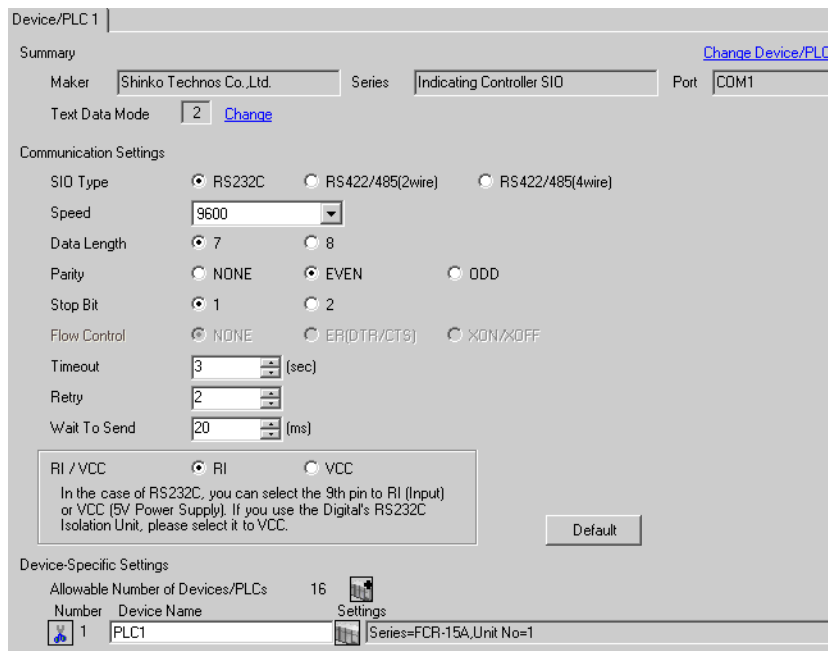 Device/PLC 1
Summary Change Device/PLC
Maker Shinko Technos Co.,Ltd. Series Indicating Controller SIO Port COM1
Text Data Mode 2 Change
Communication Settings
SIO Type RS232C RS422/485(2wire) RS422/485(4wire)
Speed 9600
Data Length 7 8
Parity NONE EVEN ODD
Stop Bit 1 2
Flow Control NONE ER(DTR/CTS) XON/XOFF
Timeout 3 (sec)
Retry 2
Wait To Send 20 (ms)
RI / VCC RI VCC
In the case of RS232C, you can select the 9th pin to RI (Input)
or VCC (5V Power Supply). If you use the Digital's RS232C
Isolation Unit, please select it to VCC.
Default
Device-Specific Settings
Allowable Number of Devices/PLCs 16
Number Device Name Settings
1 PLC1 Series=FCR-15A,Unit No=1